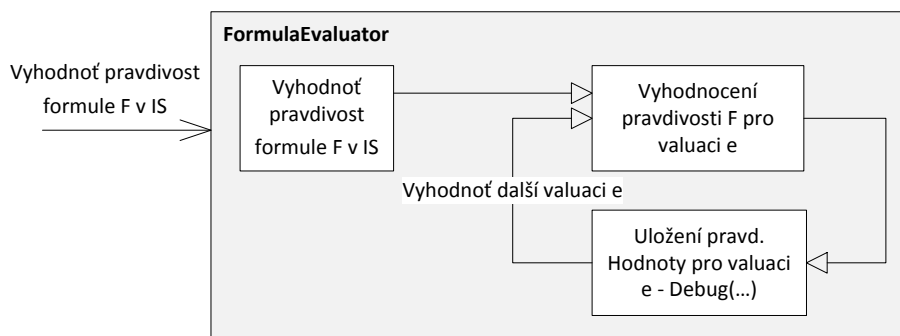 FormulaEvaluator
Vyhodnoť pravdivost
formule F v IS
Vyhodnoť
pravdivost
formule F v IS
Vyhodnocení
pravdivosti F pro
valuaci e
Vyhodnoť další valuaci e
Uložení pravd.
Hodnoty pro valuaci
e - Debug(...)